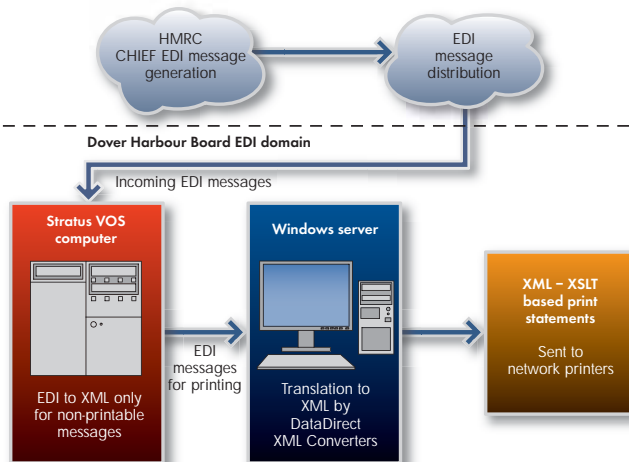 HMRC
CHIEF EDI message
generation
EDI
message
distribution
Dover Harbour Board EDI domain
Incoming EDI messages
Stratus VOS
computer
EDI to XML only
for non-printable
messages
EDI
messages
for printing
Windows server
Translation to
XML by
DataDirect
XML Converters
XML – XSLT
based print
statements
Sent to
network printers